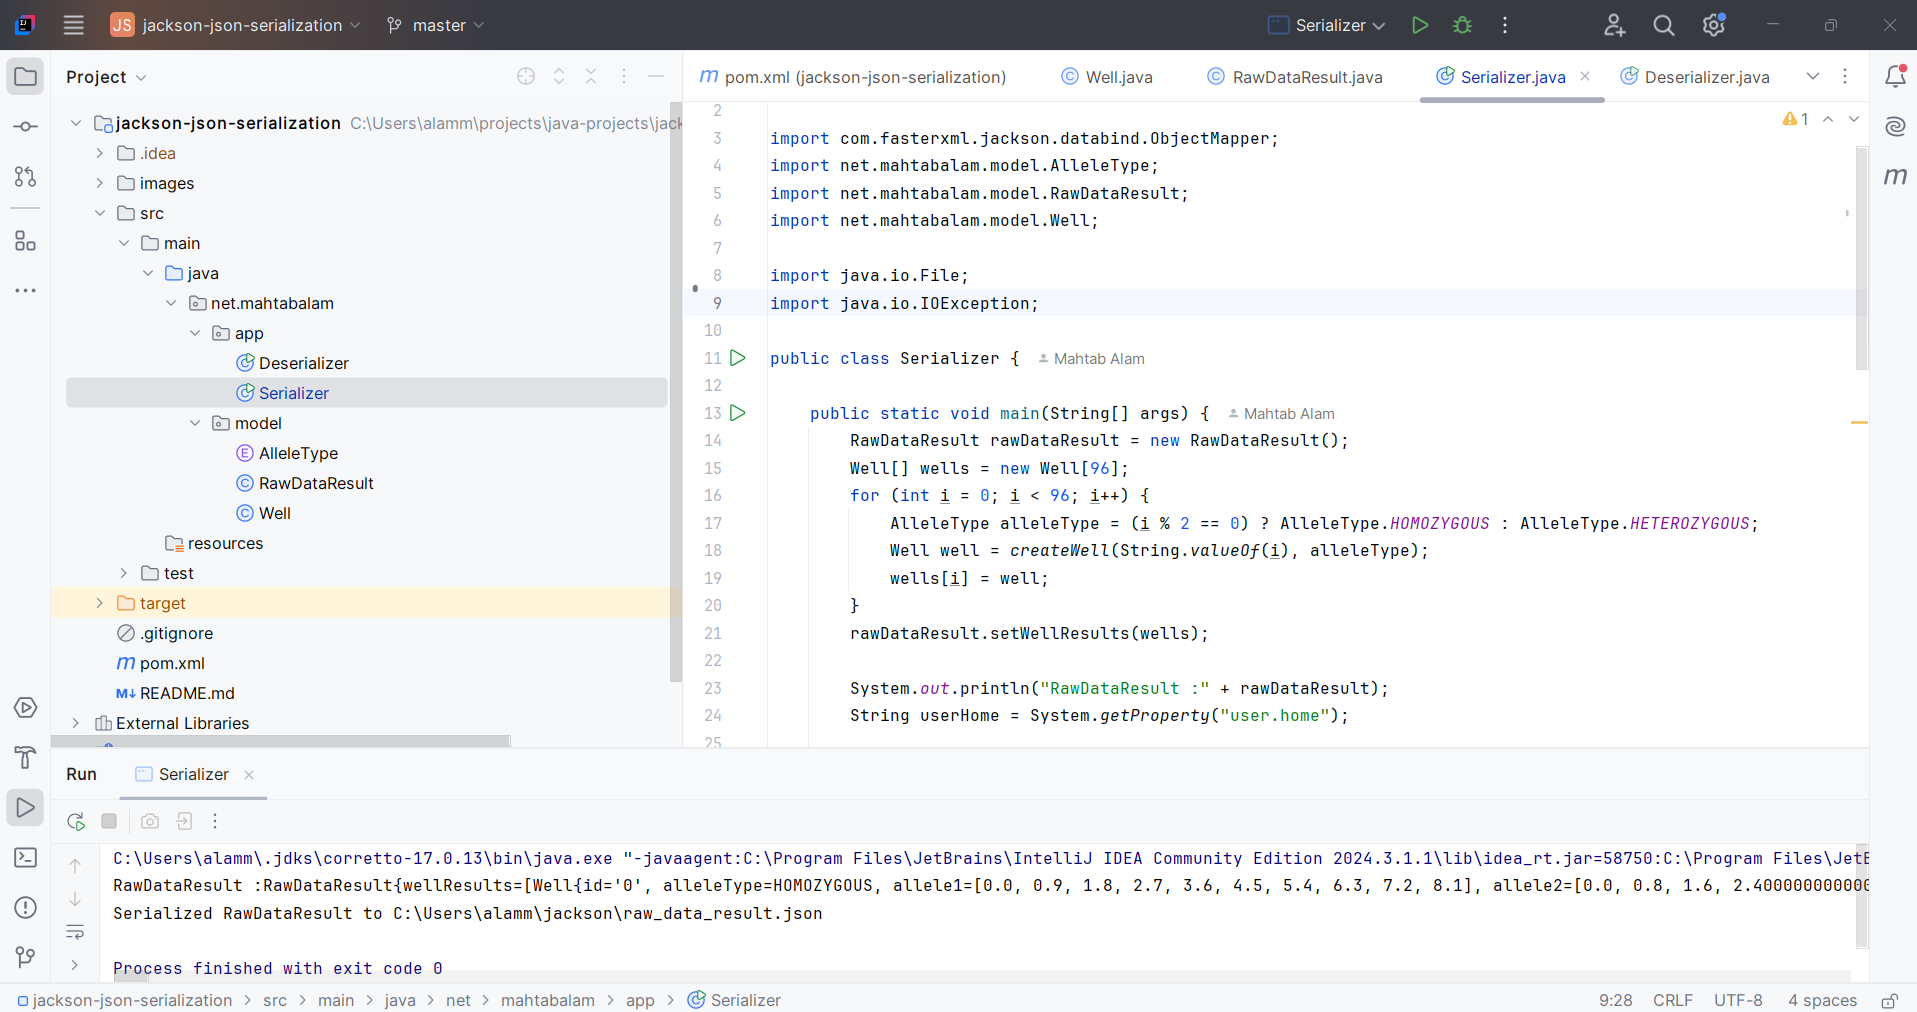 JS jackson-json-serialization master Serializer
Project
jackson-json-serialization C:\Users\alamm\projects\java-projects\jack
.idea
images
src
main
java
net.mahtabalam
app
Deserializer
Serializer
model
E AlleleType
C RawDataResult
C Well
resources
test
target
.gitignore
m pom.xml
M↓ README.md
External Libraries
m pom.xml (jackson-json-serialization) C Well.java C RawDataResult.java C Serializer.java C Deserializer.java
1
2
3 import com.fasterxml.jackson.databind.ObjectMapper;
4 import net.mahtabalam.model.AlleleType;
5 import net.mahtabalam.model.RawDataResult;
6 import net.mahtabalam.model.Well;
7
8 import java.io.File;
9 import java.io.IOException;
10
11 public class Serializer { Mahtab Alam
12
13 public static void main(String[] args) { Mahtab Alam
14 RawDataResult rawDataResult = new RawDataResult();
15 Well[] wells = new Well[96];
16 for (int i = 0; i < 96; i++) {
17 AlleleType alleleType = (i % 2 == 0) ? AlleleType.HOMOZYGOUS : AlleleType.HETEROZYGOUS;
18 Well well = createWell(String.valueOf(i), alleleType);
19 wells[i] = well;
20 }
21 rawDataResult.setWellResults(wells);
22
23 System.out.println("RawDataResult :" + rawDataResult);
24 String userHome = System.getProperty("user.home");
25
m
Run Serializer
C:\Users\alamm\.jdks\corretto-17.0.13\bin\java.exe "-javaagent:C:\Program Files\JetBrains\IntelliJ IDEA Community Edition 2024.3.1.1\lib\idea_rt.jar=58750:C:\Program Files\JetB
RawDataResult :RawDataResult{wellResults=[Well{id='0', alleleType=HOMOZYGOUS, allele1=[0.0, 0.9, 1.8, 2.7, 3.6, 4.5, 5.4, 6.3, 7.2, 8.1], allele2=[0.0, 0.8, 1.6, 2.400000000000
Serialized RawDataResult to C:\Users\alamm\jackson\raw_data_result.json
Process finished with exit code 0
jackson-json-serialization > src > main > java > net > mahtabalam > app > Serializer 9:28 CRLF UTF-8 4 spaces